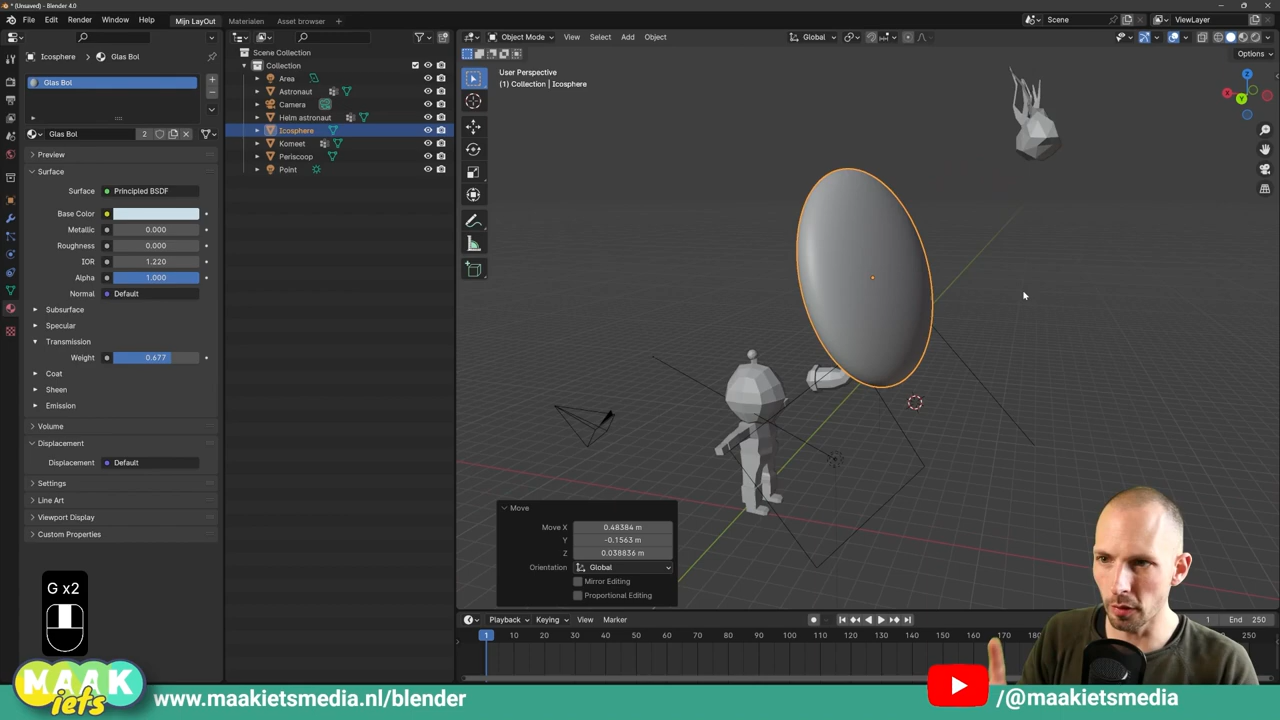 * (Unsaved) - Blender 4.0
File Edit Render Window Help Mijn LayOut Materialen Asset browser +
Scene ViewLayer
Object Mode View Select Add Object Global
Options
Icosphere > Glas Bol
Glas Bol
Glas Bol 2
Preview
Surface
Surface Principled BSDF
Base Color
Metallic 0.000
Roughness 0.000
IOR 1.220
Alpha 1.000
Normal Default
Subsurface
Specular
Transmission
Weight 0.677
Coat
Sheen
Emission
Volume
Displacement
Displacement Default
Settings
Line Art
Viewport Display
Custom Properties
Scene Collection
Collection
Area
Astronaut
Camera
Helm astronaut
Icosphere
Komeet
Periscoop
Point
User Perspective
(1) Collection | Icosphere
Z
Y
X
Move
Move X 0.48384 m
Y -0.1563 m
Z 0.038836 m
Orientation Global
Mirror Editing
Proportional Editing
G x2
Playback Keying View Marker
1 End 250
1 10 20 30 40 50 60 70 80 90 100 110 120 130 140 150 160 170 180 250
MAAK
iets
www.maakietsmedia.nl/blender
/@maakietsmedia